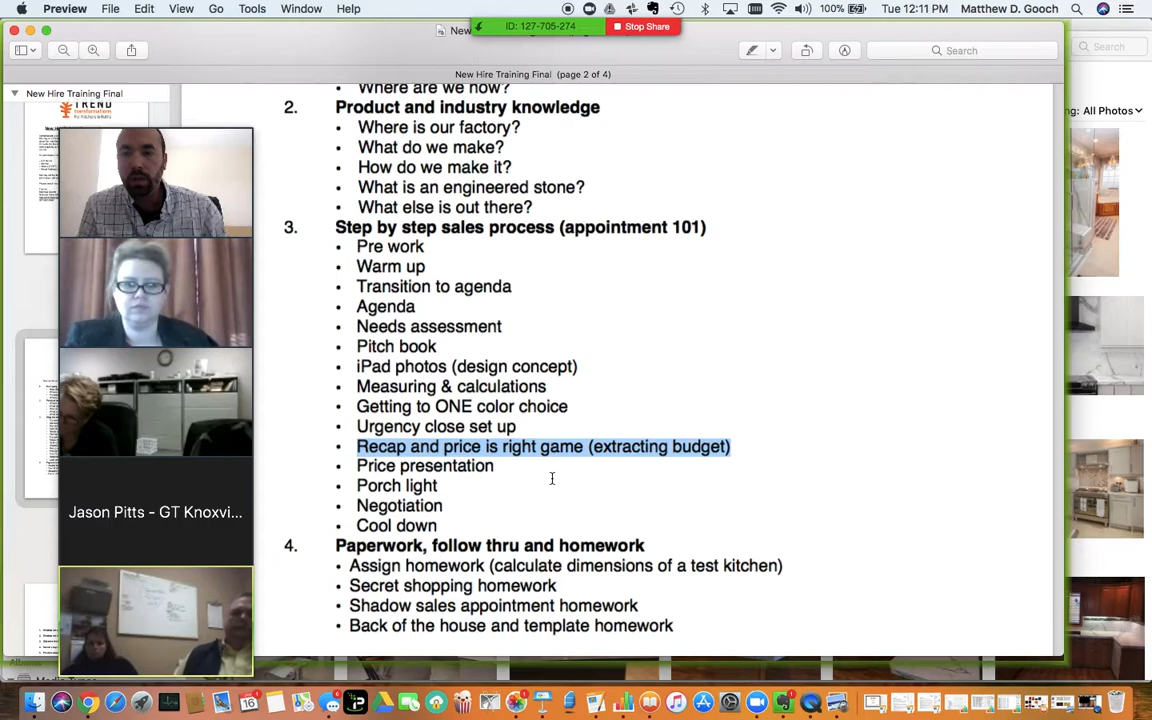 Preview File Edit View Go Tools Window Help
100% Tue 12:11 PM Matthew D. Gooch
New
ID: 127-705-274 Stop Share
Search
Search
New Hire Training Final (page 2 of 4)
New Hire Training Final
TREND
transformations
All Photos
Where are we now?
2. Product and industry knowledge
• Where is our factory?
• What do we make?
• How do we make it?
• What is an engineered stone?
• What else is out there?
3. Step by step sales process (appointment 101)
• Pre work
• Warm up
• Transition to agenda
• Agenda
• Needs assessment
• Pitch book
• iPad photos (design concept)
• Measuring & calculations
• Getting to ONE color choice
• Urgency close set up
• Recap and price is right game (extracting budget)
• Price presentation
• Porch light
• Negotiation
• Cool down
4. Paperwork, follow thru and homework
• Assign homework (calculate dimensions of a test kitchen)
• Secret shopping homework
• Shadow sales appointment homework
• Back of the house and template homework
Jason Pitts - GT Knoxvi...